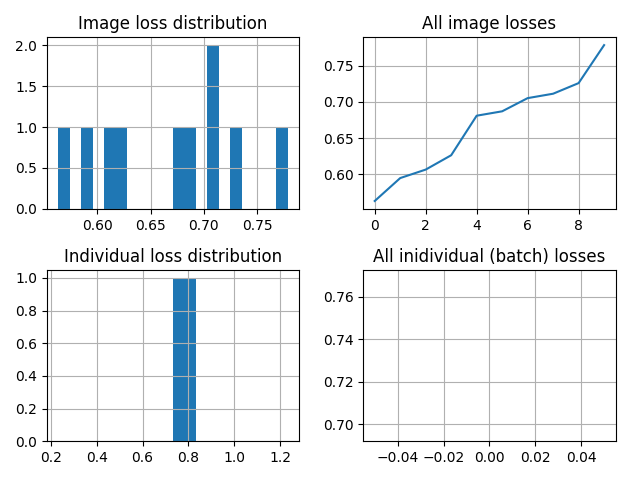 Image loss distribution
2.0
1.5
1.0
0.5
0.0
0.60 0.65 0.70 0.75
All image losses
0.75
0.70
0.65
0.60
0 2 4 6 8
Individual loss distribution
1.0
0.8
0.6
0.4
0.2
0.0
0.2 0.4 0.6 0.8 1.0 1.2
All inidividual (batch) losses
0.76
0.74
0.72
0.70
−0.04 −0.02 0.00 0.02 0.04